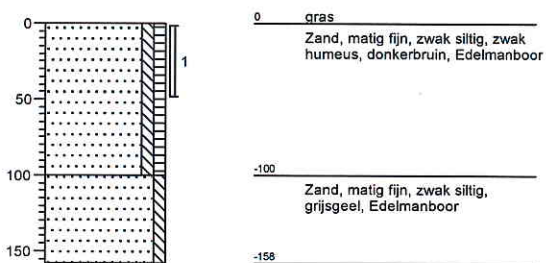 0
50
100
150
1
0 gras
Zand, matig fijn, zwak siltig, zwak
humeus, donkerbruin, Edelmanboor
-100
Zand, matig fijn, zwak siltig,
grijsgeel, Edelmanboor
-158